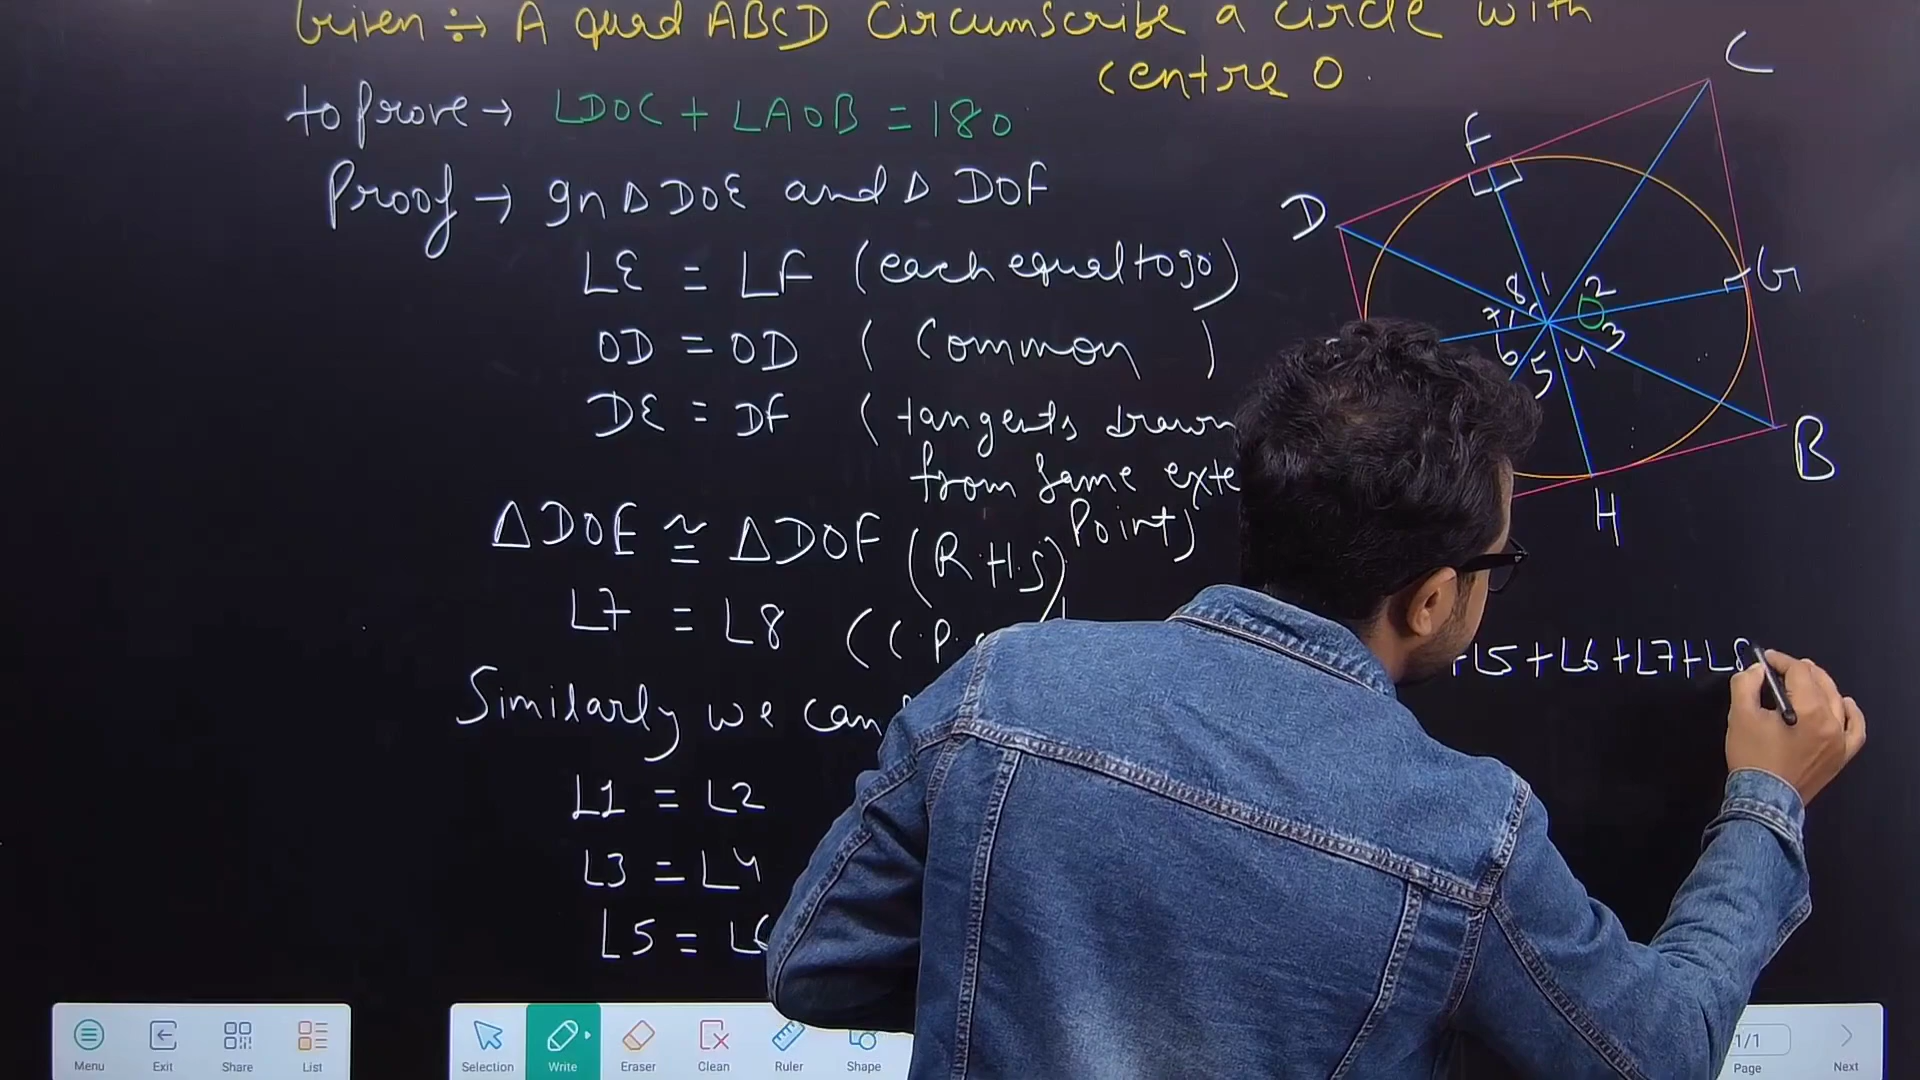 Given ÷→ A quad ABCD Circumscribe a circle with
centre O.
to prove → ∠DOC + ∠AOB = 180
Proof → In Δ DOE and Δ DOF
∠E = ∠F (each equal to 90)
OD = OD (Common)
DE = DF (tangents drawn
from same
Point)
ΔDOE ≅ ΔDOF (R.H.S)
∠7 = ∠8 (C.P.
Similarly we can
∠1 = ∠2
∠3 = ∠4
∠5 = ∠6
C
F
D
G
8 1 2
7 3
6 5 4
B
H
+∠5+∠6+∠7+∠8
Menu Exit Share List Selection Write Eraser Clean Ruler Shape 1/1 Page Next